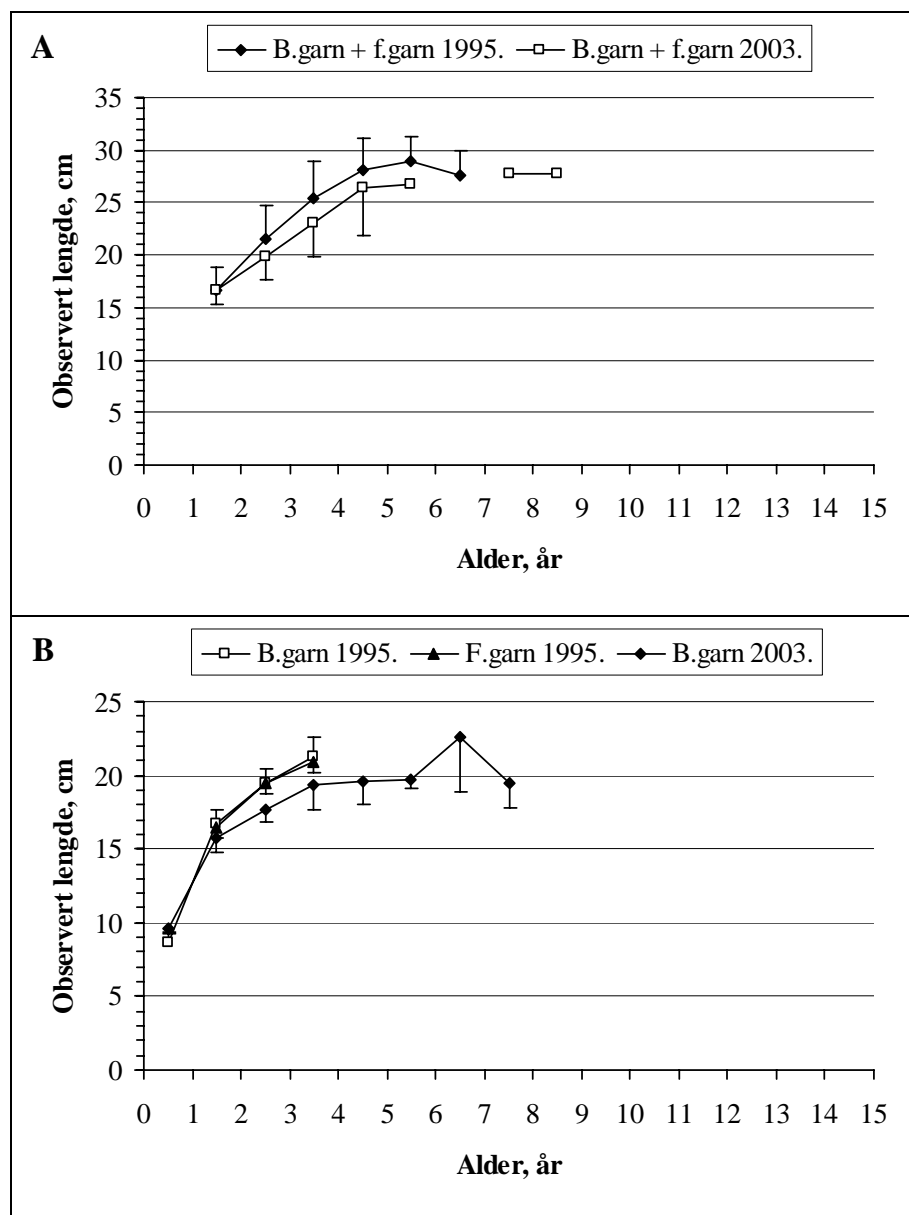 A
B.garn + f.garn 1995. B.garn + f.garn 2003.
35
30
25
20
15
10
5
0
Observert lengde, cm
0 1 2 3 4 5 6 7 8 9 10 11 12 13 14 15
Alder, år
B
B.garn 1995. F.garn 1995. B.garn 2003.
25
20
15
10
5
0
Observert lengde, cm
0 1 2 3 4 5 6 7 8 9 10 11 12 13 14 15
Alder, år